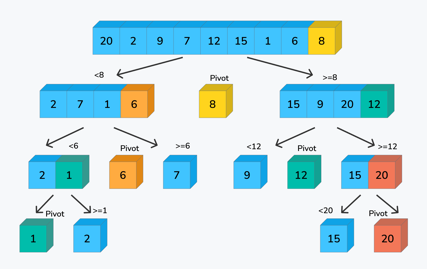 20 2 9 7 12 15 1 6 8
<8 Pivot >=8
2 7 1 6 8 15 9 20 12
<6 Pivot >=6 <12 Pivot >=12
2 1 6 7 9 12 15 20
Pivot >=1 <20 Pivot
1 2 15 20